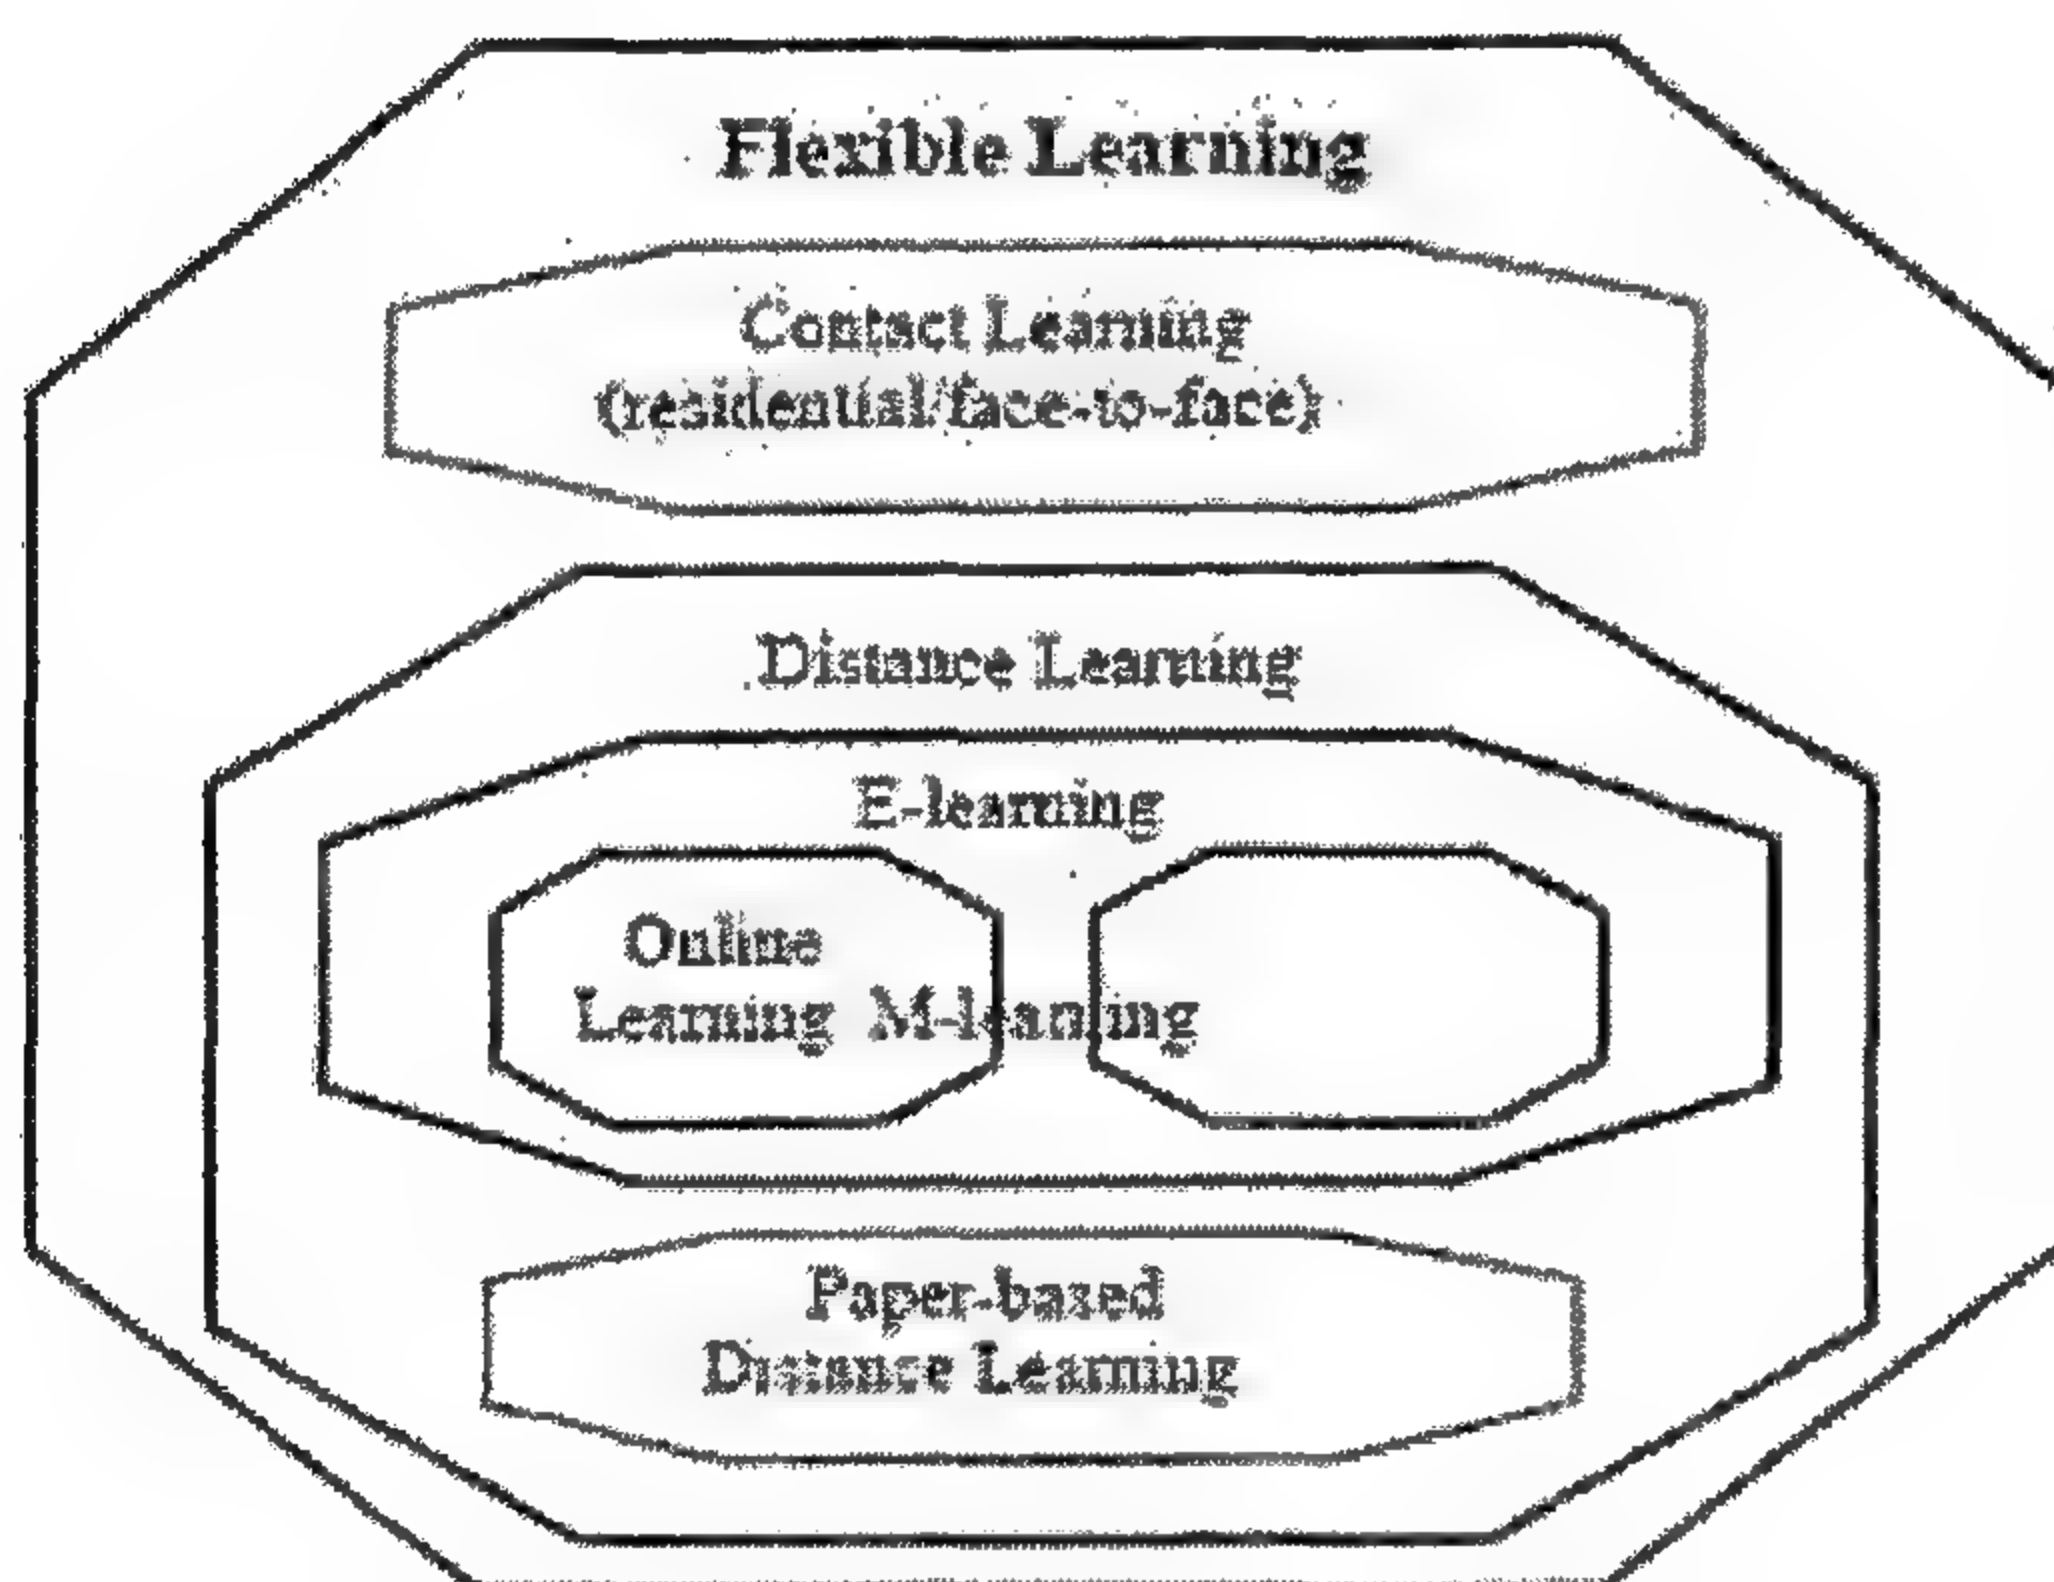 Flexible Learning
Contact Learning
(residential/face-to-face)
Distance Learning
E-learning
Online
Learning M-learning
Paper-based
Distance Learning